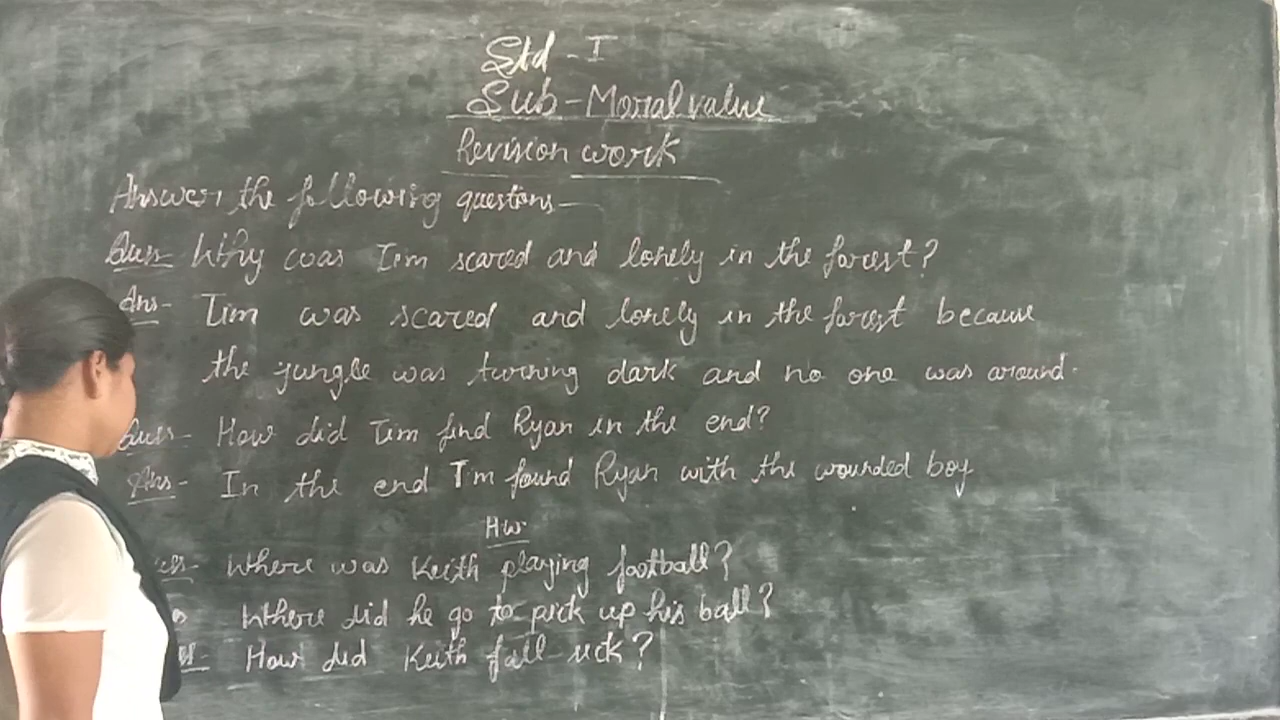 Std - I
Sub - Moral value
Revision work
Answer the following questions—
Ques- Why was Tim scared and lonely in the forest?
Ans- Tim was scared and lonely in the forest because
the jungle was turning dark and no one was around.
Ques- How did Tim find Ryan in the end?
Ans- In the end Tim found Ryan with the wounded boy
H.W.
Where was Keith playing football?
Where did he go to pick up his ball?
How did Keith fall sick?